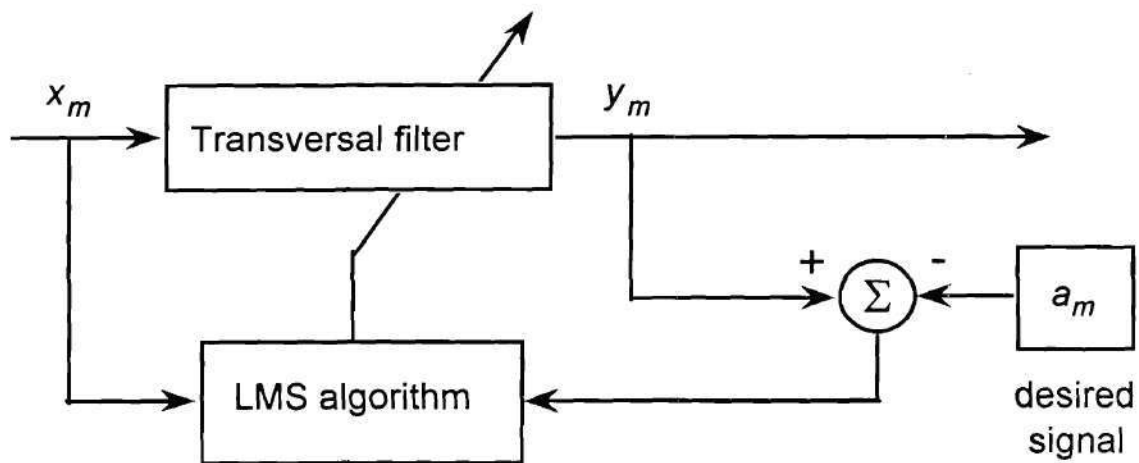 x_m
y_m
Transversal filter
+
-
Σ
a_m
LMS algorithm
desired
signal